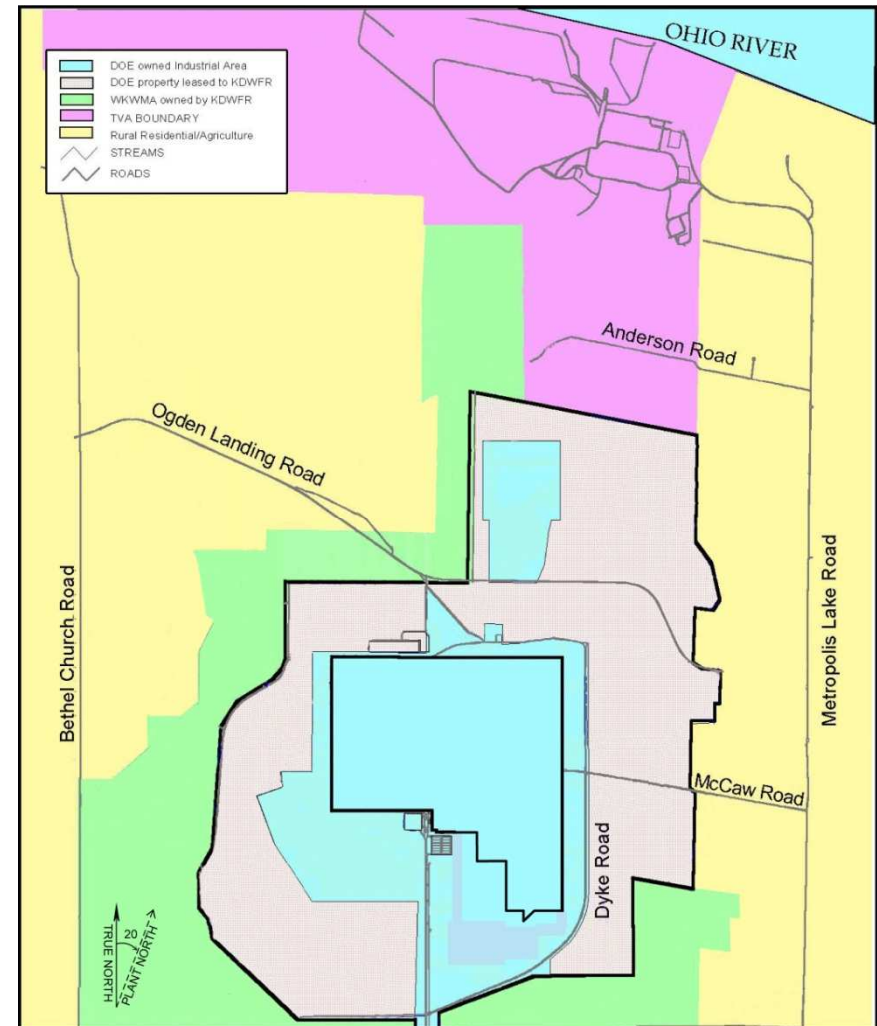 OHIO RIVER
DOE owned Industrial Area
DOE property leased to KDWFR
WKWMA owned by KDWFR
TVA BOUNDARY
Rural Residential/Agriculture
STREAMS
ROADS
Anderson Road
Ogden Landing Road
Bethel Church Road
Metropolis Lake Road
McCaw Road
Dyke Road
20
TRUE NORTH
PLANT NORTH